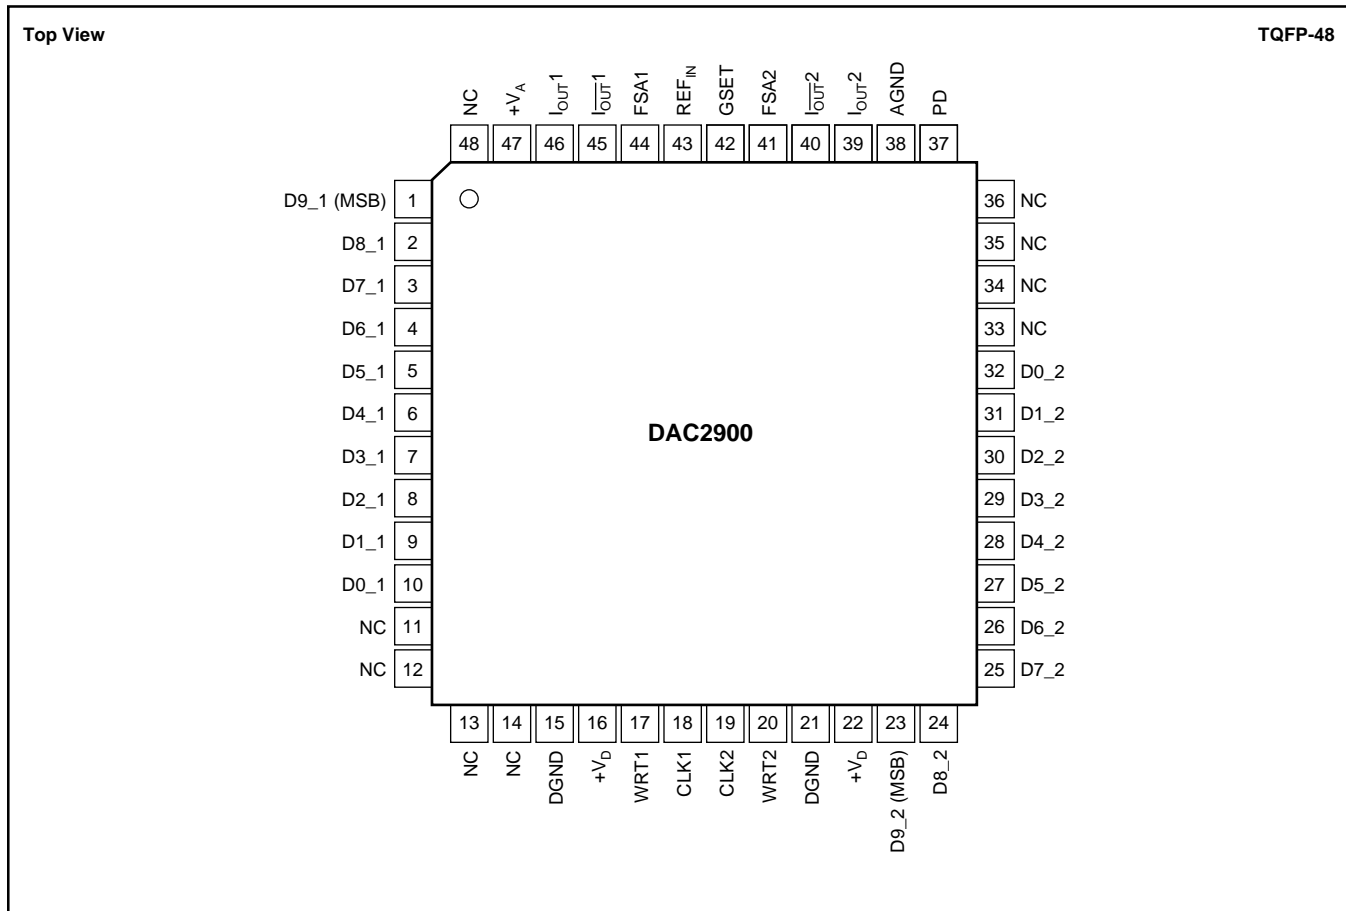 Top View
TQFP-48
NC
+VA
IOUT1
I̅O̅U̅T̅1
FSA1
REFIN
GSET
FSA2
I̅O̅U̅T̅2
IOUT2
AGND
PD
48
47
46
45
44
43
42
41
40
39
38
37
D9_1 (MSB) 1
D8_1 2
D7_1 3
D6_1 4
D5_1 5
D4_1 6
D3_1 7
D2_1 8
D1_1 9
D0_1 10
NC 11
NC 12
DAC2900
36 NC
35 NC
34 NC
33 NC
32 D0_2
31 D1_2
30 D2_2
29 D3_2
28 D4_2
27 D5_2
26 D6_2
25 D7_2
13
14
15
16
17
18
19
20
21
22
23
24
NC
NC
DGND
+VD
WRT1
CLK1
CLK2
WRT2
DGND
+VD
D9_2 (MSB)
D8_2